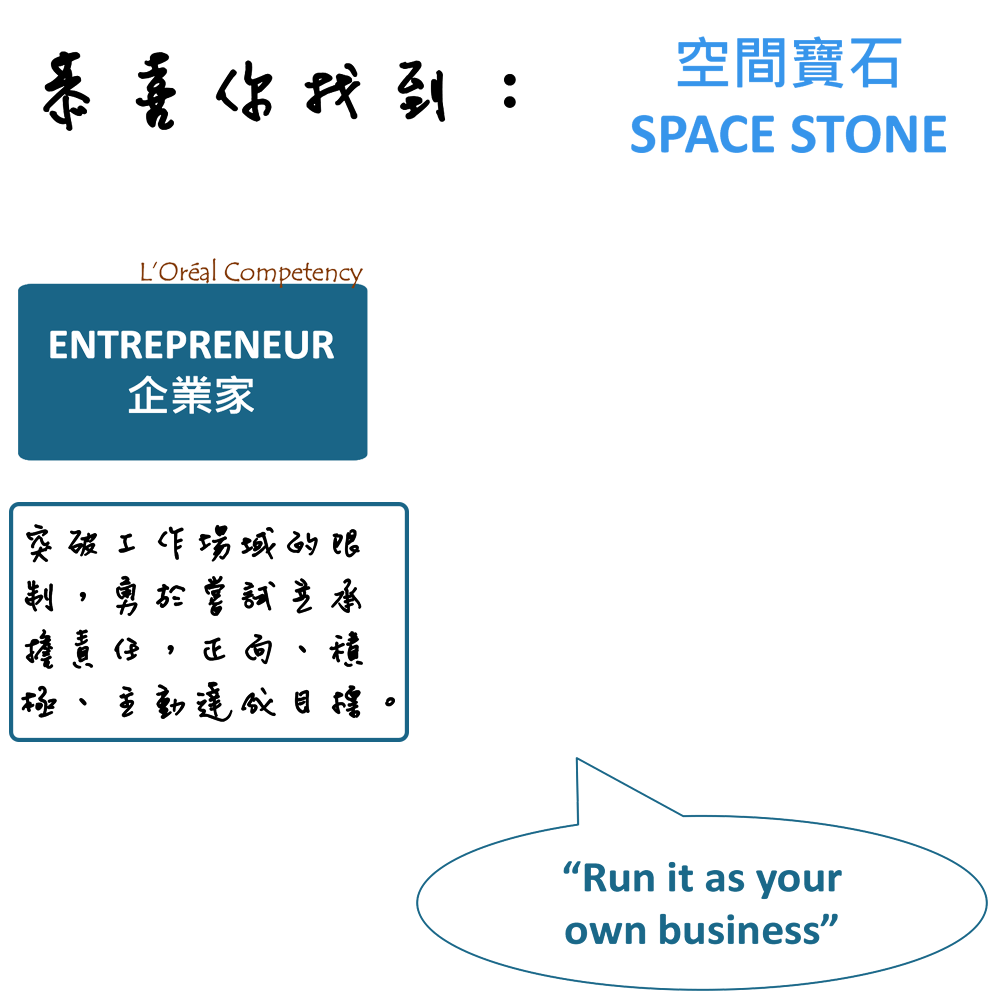 恭喜你找到：
空間寶石
SPACE STONE
L’Oréal Competency
ENTREPRENEUR
企業家
突破工作場域的限
制，勇於嘗試並承
擔責任，正向、積
極、主動達成目標。
“Run it as your
own business”